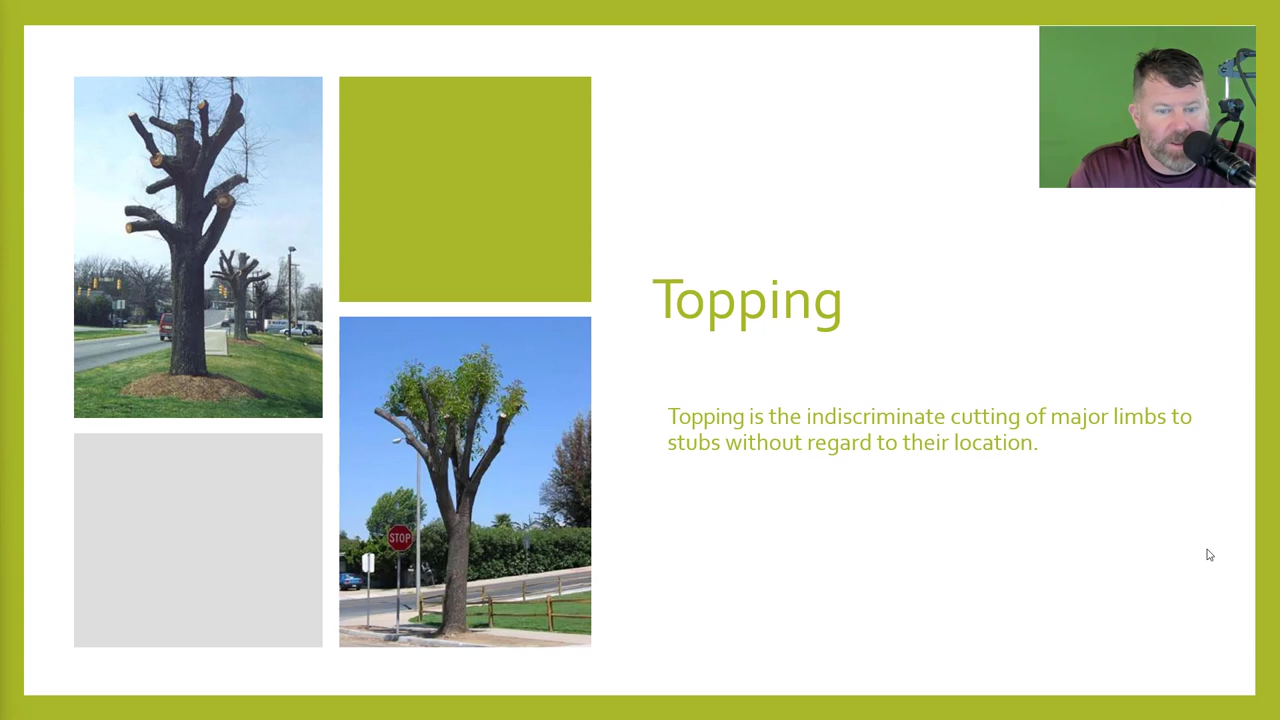 Topping
Topping is the indiscriminate cutting of major limbs to
stubs without regard to their location.
STOP